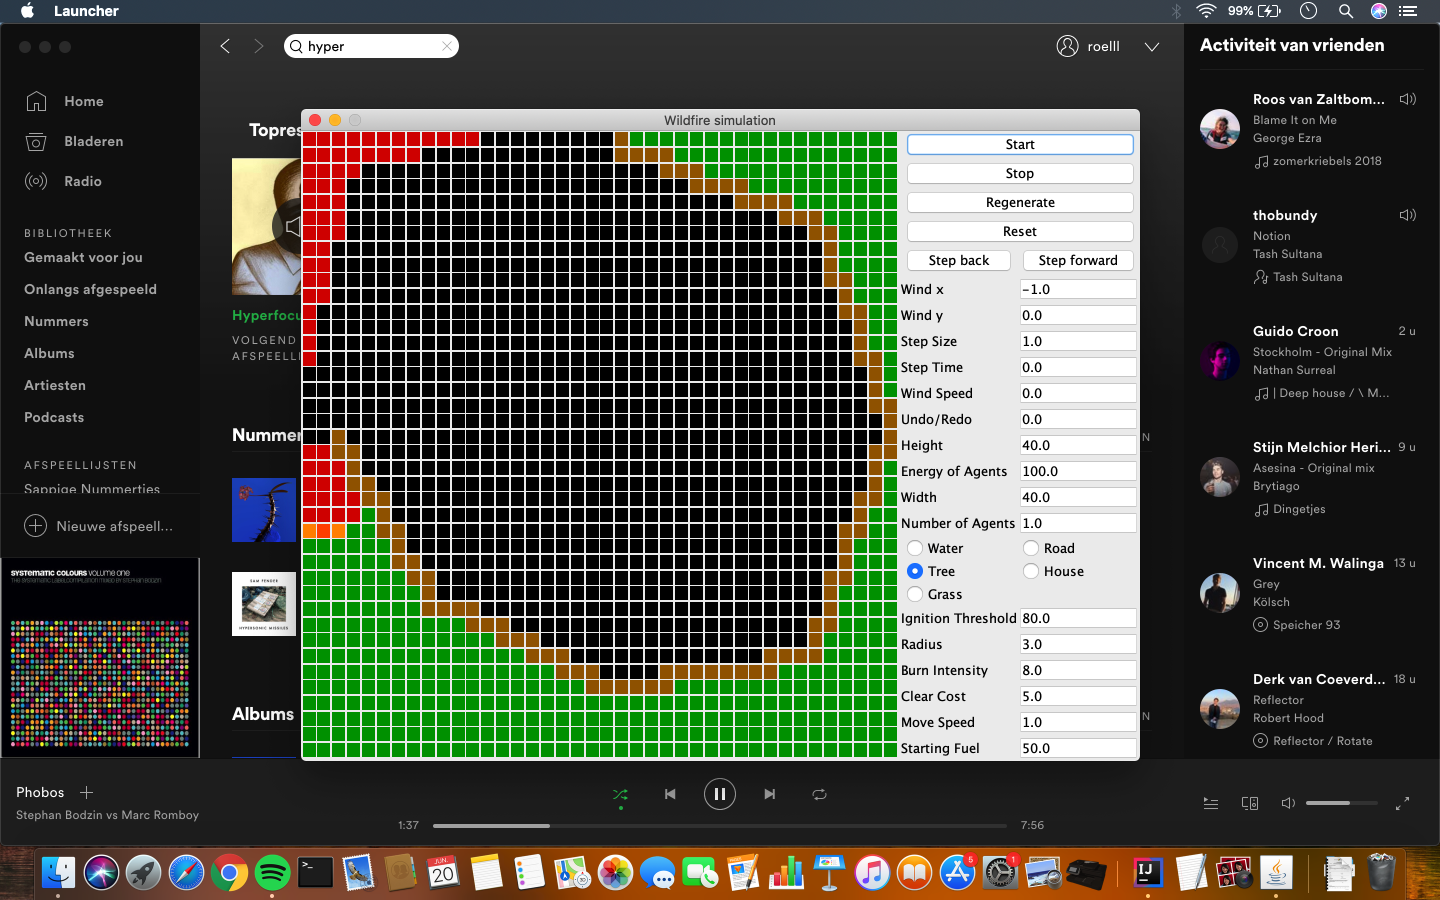 Launcher
99%
hyper
roelll
Activiteit van vrienden
Home
Bladeren
Radio
BIBLIOTHEEK
Gemaakt voor jou
Onlangs afgespeeld
Nummers
Albums
Artiesten
Podcasts
AFSPEELLIJSTEN
Sappige Nummerties
Nieuwe afspeell...
SYSTEMATIC COLOURS VOLUME ONE
Phobos
Stephan Bodzin vs Marc Romboy
Topres
Hyperfocu
VOLGEND
AFSPEELLI
Nummer
N
SAM FENDER
HYPERSONIC MISSILES
Albums
N
Wildfire simulation
Start
Stop
Regenerate
Reset
Step back Step forward
Wind x -1.0
Wind y 0.0
Step Size 1.0
Step Time 0.0
Wind Speed 0.0
Undo/Redo 0.0
Height 40.0
Energy of Agents 100.0
Width 40.0
Number of Agents 1.0
Water Road
Tree House
Grass
Ignition Threshold 80.0
Radius 3.0
Burn Intensity 8.0
Clear Cost 5.0
Move Speed 1.0
Starting Fuel 50.0
Roos van Zaltbom...
Blame It on Me
George Ezra
zomerkriebels 2018
thobundy
Notion
Tash Sultana
Tash Sultana
Guido Croon 2 u
Stockholm - Original Mix
Nathan Surreal
| Deep house / \ M...
Stijn Melchior Heri... 9 u
Asesina - Original mix
Brytiago
Dingetjes
Vincent M. Walinga 13 u
Grey
Kölsch
Speicher 93
Derk van Coeverd... 18 u
Reflector
Robert Hood
Reflector / Rotate
1:37
7:56
JUN
20
5
1